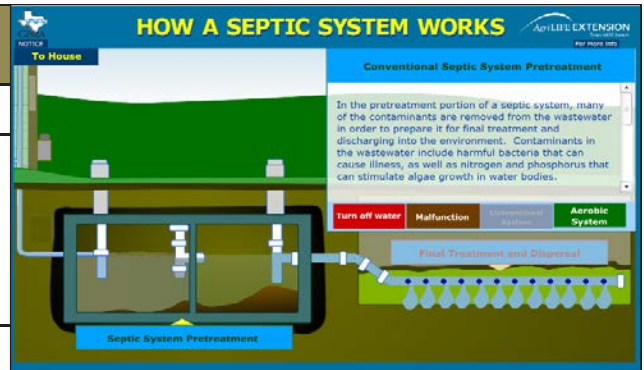 HOW A SEPTIC SYSTEM WORKS
AgriLIFE EXTENSION
NOTICE
For More Info
To House
Conventional Septic System Pretreatment
In the pretreatment portion of a septic system, many
of the contaminants are removed from the wastewater
in order to prepare it for final treatment and
discharging into the environment. Contaminants in
the wastewater include harmful bacteria that can
cause illness, as well as nitrogen and phosphorus that
can stimulate algae growth in water bodies.
Turn off water
Malfunction
Conventional
System
Aerobic
System
Final Treatment and Dispersal
Septic System Pretreatment